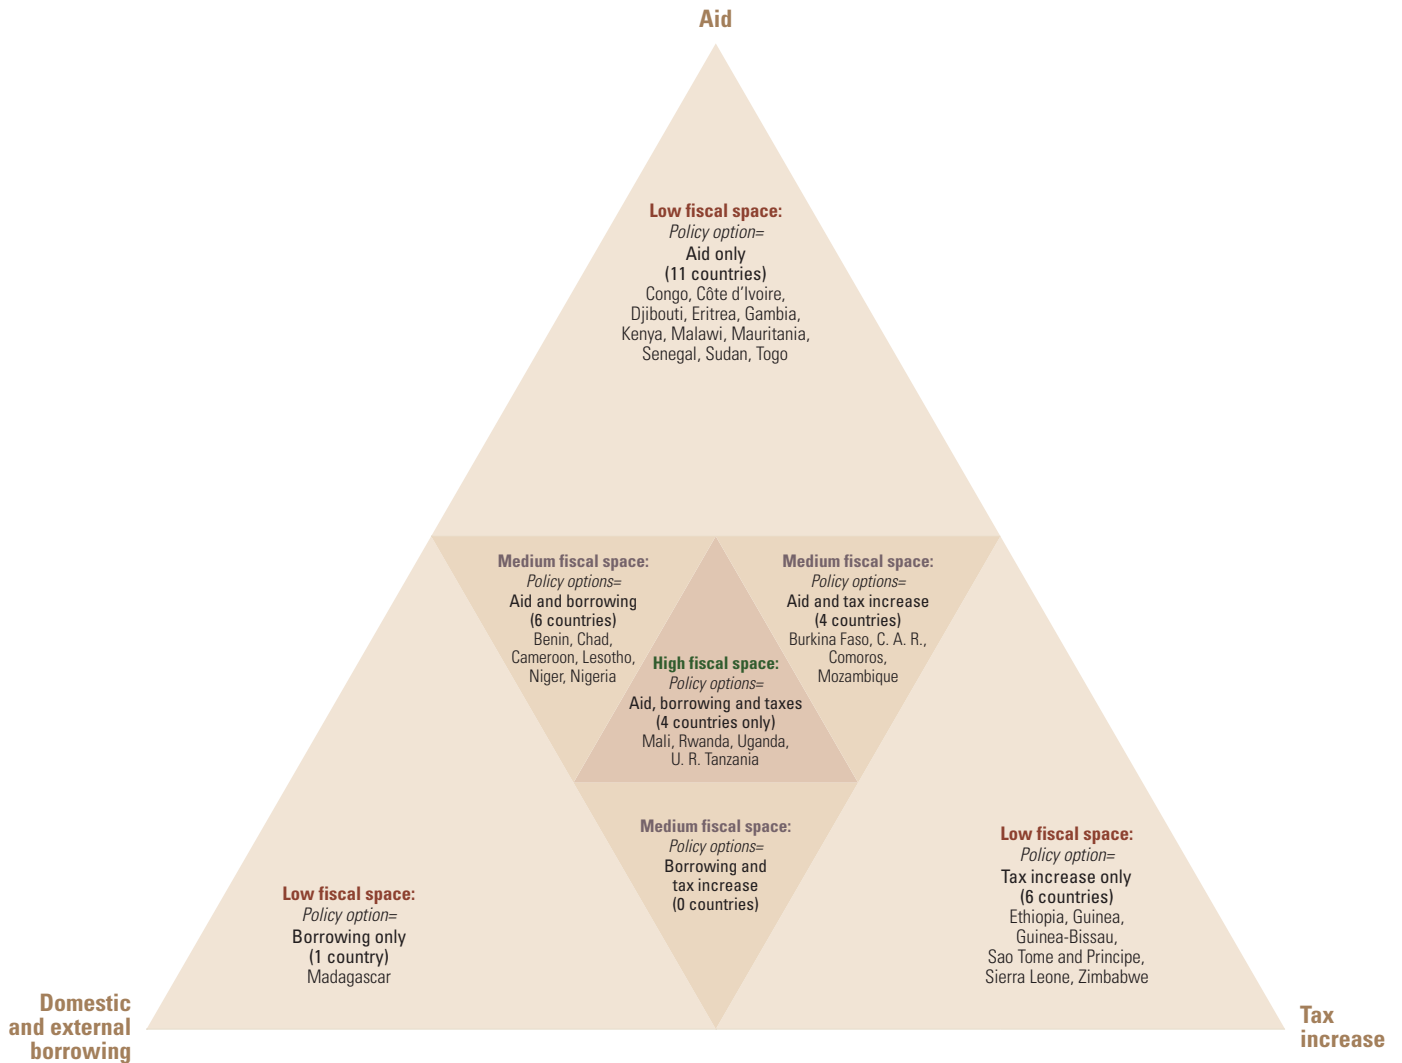 Aid
Low fiscal space:
Policy option=
Aid only
(11 countries)
Congo, Côte d’Ivoire,
Djibouti, Eritrea, Gambia,
Kenya, Malawi, Mauritania,
Senegal, Sudan, Togo
Medium fiscal space:
Policy options=
Aid and borrowing
(6 countries)
Benin, Chad,
Cameroon, Lesotho,
Niger, Nigeria
Medium fiscal space:
Policy options=
Aid and tax increase
(4 countries)
Burkina Faso, C. A. R.,
Comoros,
Mozambique
High fiscal space:
Policy options=
Aid, borrowing and taxes
(4 countries only)
Mali, Rwanda, Uganda,
U. R. Tanzania
Medium fiscal space:
Policy options=
Borrowing and
tax increase
(0 countries)
Low fiscal space:
Policy option=
Borrowing only
(1 country)
Madagascar
Low fiscal space:
Policy option=
Tax increase only
(6 countries)
Ethiopia, Guinea,
Guinea-Bissau,
Sao Tome and Principe,
Sierra Leone, Zimbabwe
Domestic
and external
borrowing
Tax
increase